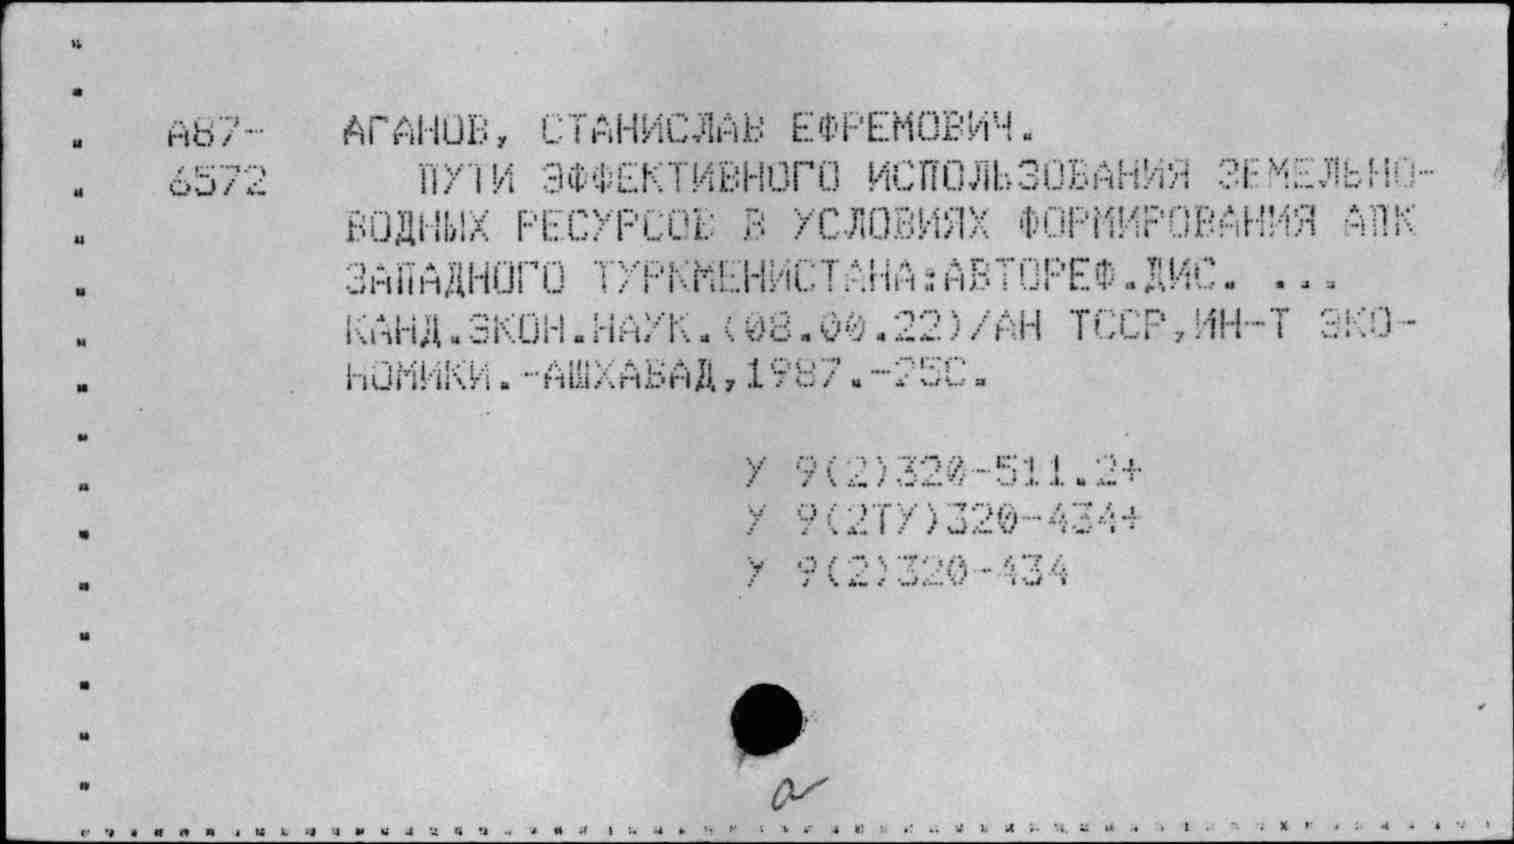 А87- АГАНОВ, СТАНИСЛАВ ЕФРЕМОВИЧ.
6572 ПУТИ ЭФФЕКТИВНОГО ИСПОЛЬЗОВАНИЯ ЗЕМЕЛЬНО-
ВОДНЫХ РЕСУРСОВ В УСЛОВИЯХ ФОРМИРОВАНИЯ АПК
ЗАПАДНОГО ТУРКМЕНИСТАНА:АВТОРЕФ.ДИС. ...
КАНД.ЭКОН.НАУК.(08.00.22)/АН ТССР,ИН-Т ЭКО-
НОМИКИ.-АШХАБАД,1987.-25С.
У 9(2)320-511.2+
У 9(2ТУ)320-434+
У 9(2)320-434